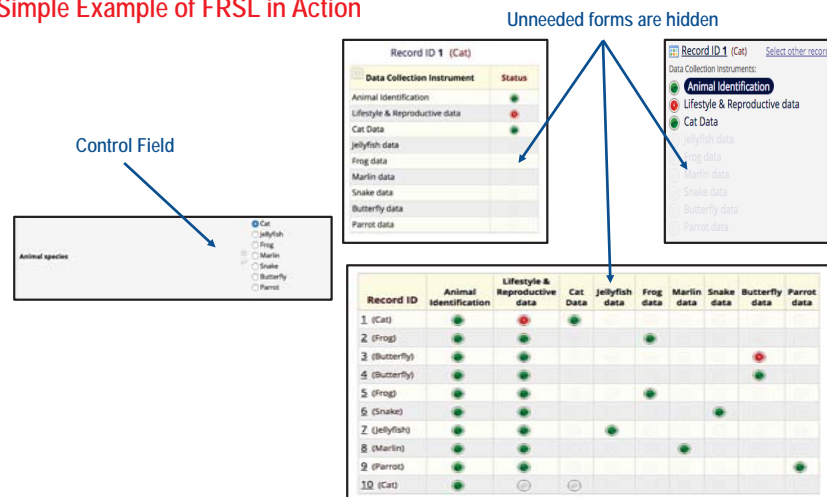 Simple Example of FRSL in Action
Unneeded forms are hidden
Control Field
Record ID 1 (Cat)
Data Collection Instrument Status
Animal Identification
Lifestyle & Reproductive data
Cat Data
Jellyfish data
Frog data
Marlin data
Snake data
Butterfly data
Parrot data
Record ID 1 (Cat) Select other recor
Data Collection Instruments:
Animal Identification
Lifestyle & Reproductive data
Cat Data
Jellyfish data
Frog data
Marlin data
Snake data
Butterfly data
Parrot data
Animal species
Cat
Jellyfish
Frog
Marlin
Snake
Butterfly
Parrot
Record ID Animal Identification Lifestyle & Reproductive data Cat Data Jellyfish data Frog data Marlin data Snake data Butterfly data Parrot data
1 (Cat)
2 (Frog)
3 (Butterfly)
4 (Butterfly)
5 (Frog)
6 (Snake)
7 (Jellyfish)
8 (Marlin)
9 (Parrot)
10 (Cat)